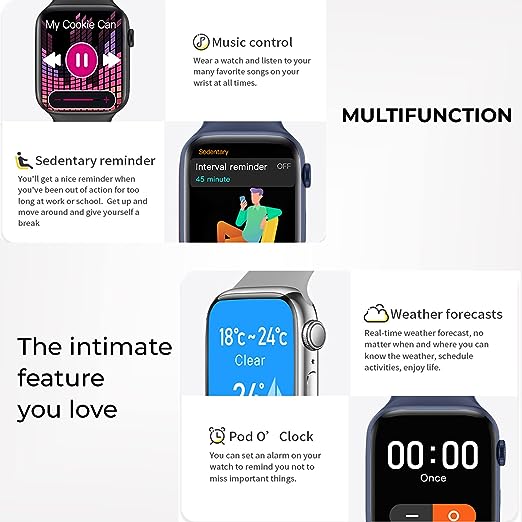 My Cookie Can
Music control
Wear a watch and listen to your
many favorite songs on your
wrist at all times.
MULTIFUNCTION
Sedentary reminder
You'll get a nice reminder when
you've been out of action for too
long at work or school. Get up and
move around and give yourself a
break
Sedentary
Interval reminder OFF
45 minute
The intimate
feature
you love
18°c~24°c
Clear
24°
Weather forecasts
Real-time weather forecast, no
matter when and where you can
know the weather, schedule
activities, enjoy life.
Pod O' Clock
You can set an alarm on your
watch to remind you not to
miss important things.
00:00
Once